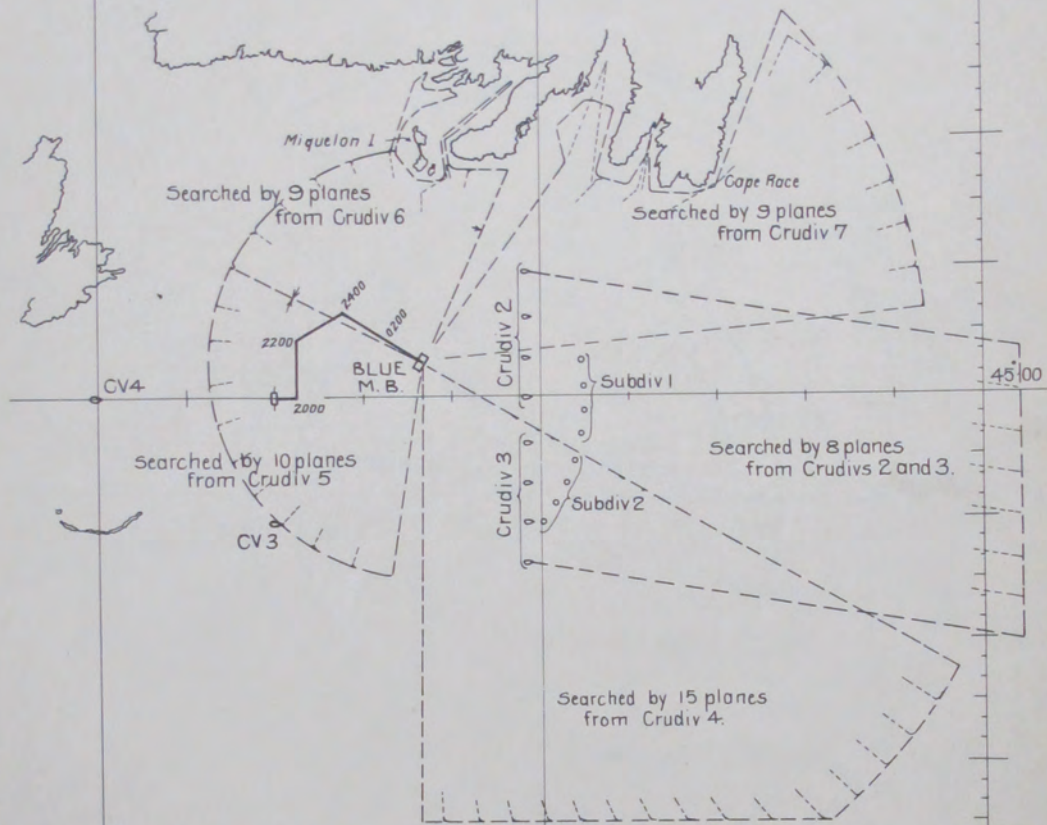 Miquelon I
Cape Race
Searched by 9 planes
from Crudiv 6
Searched by 9 planes
from Crudiv 7
2400
2200
0200
Crudiv 2
BLUE
M. B.
Subdiv 1
45°00
CV4
2000
Searched by 10 planes
from Crudiv 5
Crudiv 3
Searched by 8 planes
from Crudivs 2 and 3.
Subdiv 2
CV 3
Searched by 15 planes
from Crudiv 4.